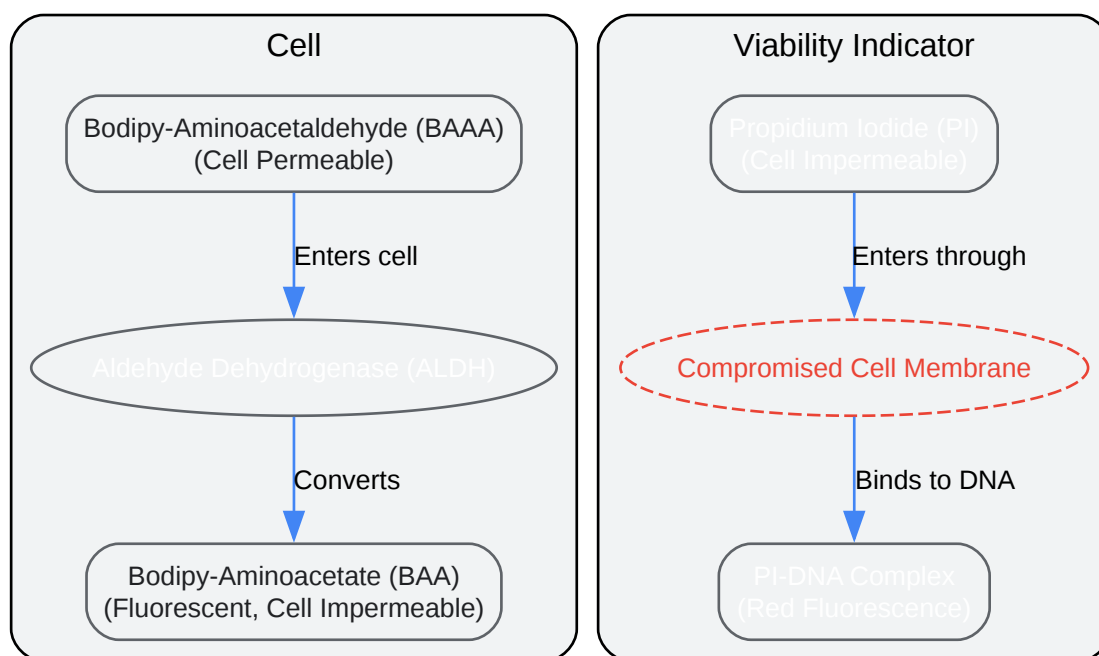 Cell
Bodipy-Aminoacetaldehyde (BAAA)
(Cell Permeable)
Enters cell
Aldehyde Dehydrogenase (ALDH)
Converts
Bodipy-Aminoacetate (BAA)
(Fluorescent, Cell Impermeable)
Viability Indicator
Propidium Iodide (PI)
(Cell Impermeable)
Enters through
Compromised Cell Membrane
Binds to DNA
PI-DNA Complex
(Red Fluorescence)